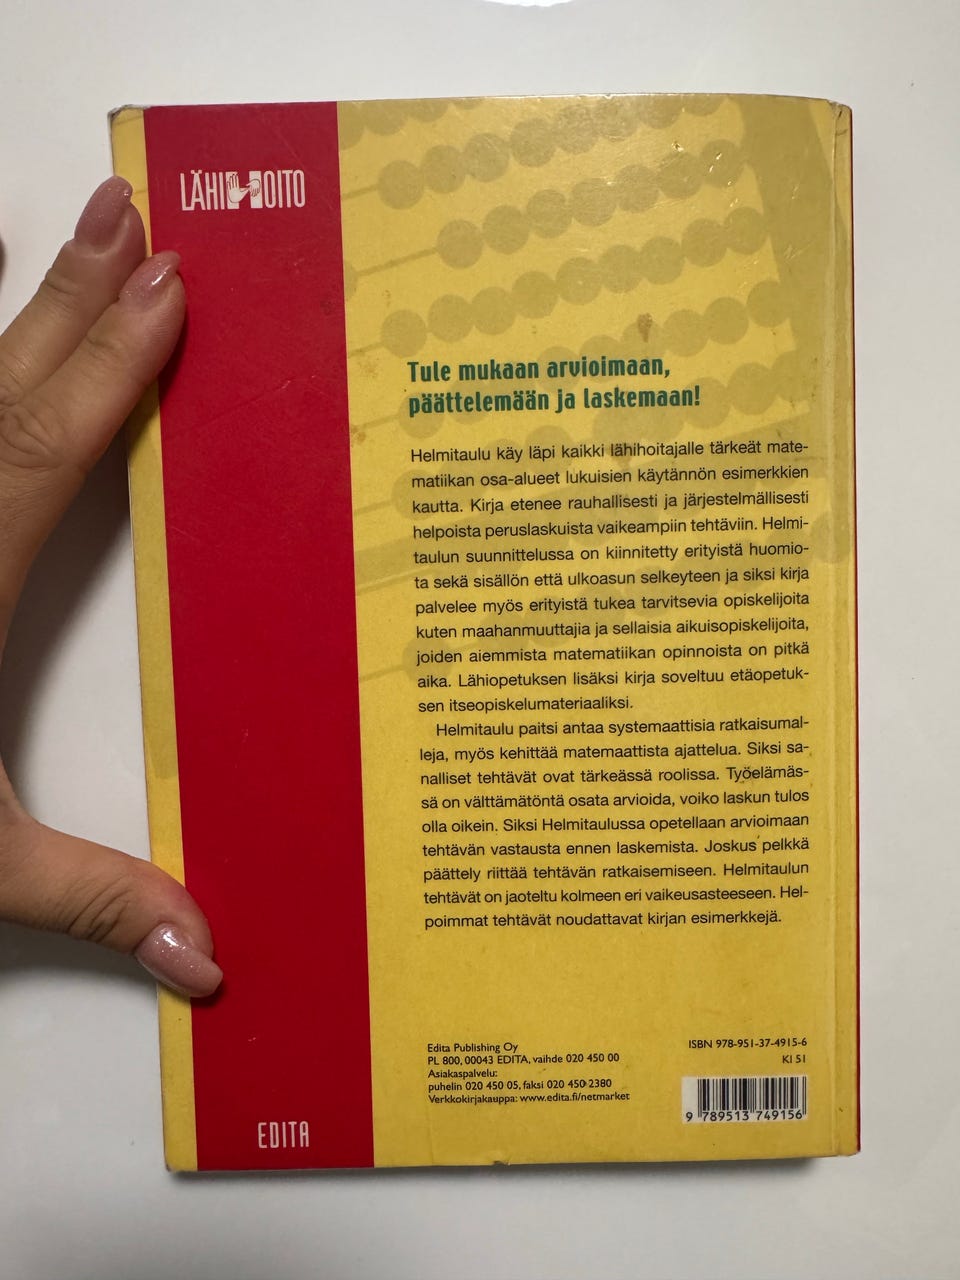 LÄHIHOITO
Tule mukaan arvioimaan,
päättelemään ja laskemaan!
Helmitaulu käy läpi kaikki lähihoitajalle tärkeät mate-
matiikan osa-alueet lukuisien käytännön esimerkkien
kautta. Kirja etenee rauhallisesti ja järjestelmällisesti
helpoista peruslaskuista vaikeampiin tehtäviin. Helmi-
taulun suunnittelussa on kiinnitetty erityistä huomio-
ta sekä sisällön että ulkoasun selkeyteen ja siksi kirja
palvelee myös erityistä tukea tarvitsevia opiskelijoita
kuten maahanmuuttajia ja sellaisia aikuisopiskelijoita,
joiden aiemmista matematiikan opinnoista on pitkä
aika. Lähiopetuksen lisäksi kirja soveltuu etäopetuk-
sen itseopiskelumateriaaliksi.
Helmitaulu paitsi antaa systemaattisia ratkaisumal-
leja, myös kehittää matemaattista ajattelua. Siksi sa-
nalliset tehtävät ovat tärkeässä roolissa. Työelämäs-
sä on välttämätöntä osata arvioida, voiko laskun tulos
olla oikein. Siksi Helmitaulussa opetellaan arvioimaan
tehtävän vastausta ennen laskemista. Joskus pelkkä
päättely riittää tehtävän ratkaisemiseen. Helmitaulun
tehtävät on jaoteltu kolmeen eri vaikeusasteeseen. Hel-
poimmat tehtävät noudattavat kirjan esimerkkejä.
Edita Publishing Oy
PL 800, 00043 EDITA, vaihde 020 450 00
Asiakaspalvelu:
puhelin 020 450 05, faksi 020 450 2380
Verkkokirjakauppa: www.edita.fi/netmarket
ISBN 978-951-37-4915-6
Kl 51
9 789513 749156
EDITA